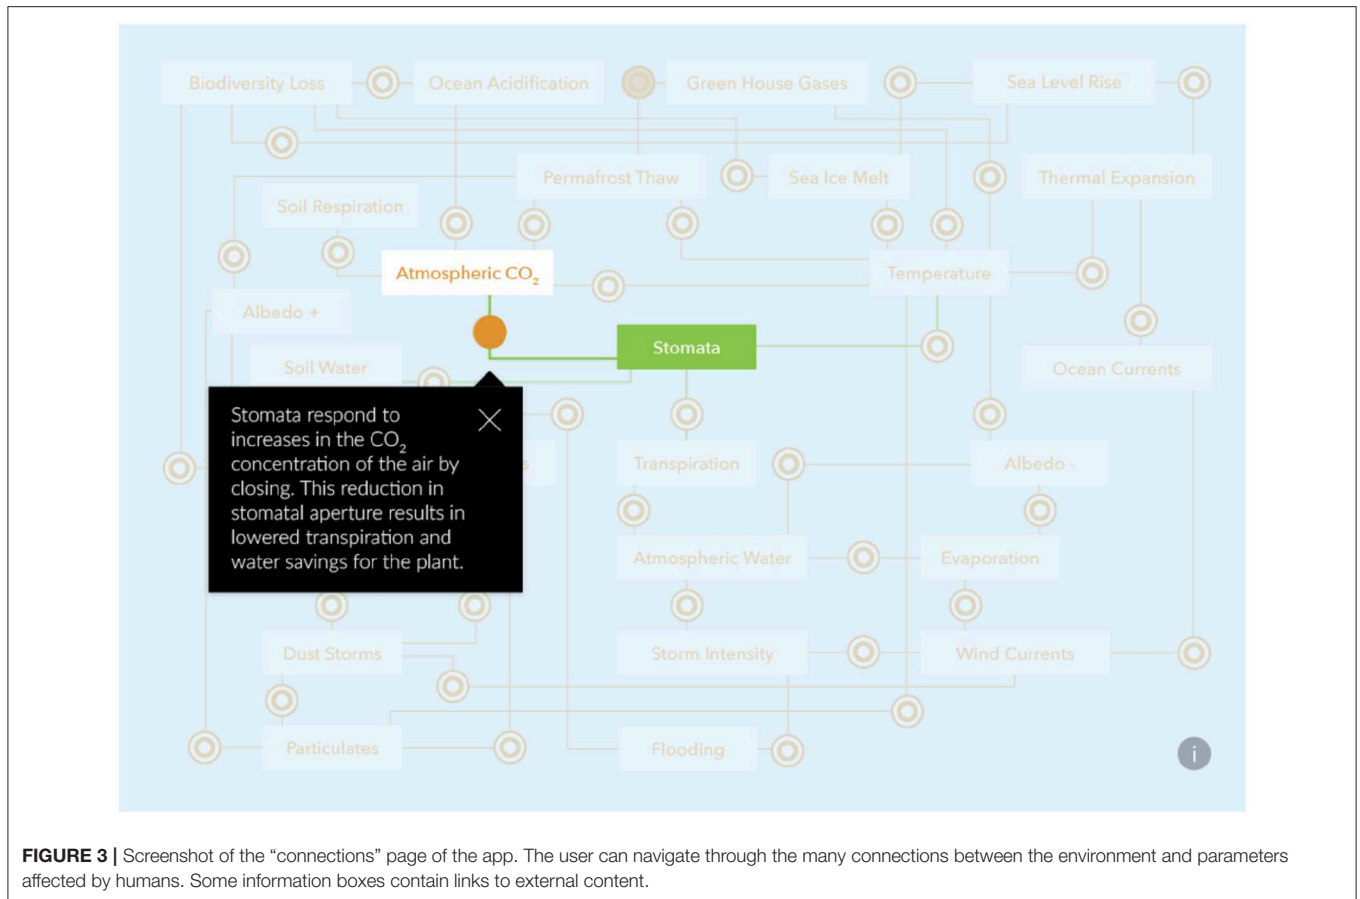 Biodiversity Loss
Ocean Acidification
Green House Gases
Sea Level Rise
Permafrost Thaw
Sea Ice Melt
Thermal Expansion
Soil Respiration
Atmospheric CO₂
Temperature
Albedo +
Stomata
Soil Water
Ocean Currents
Stomata respond to
increases in the CO₂
concentration of the air by
closing. This reduction in
stomatal aperture results in
lowered transpiration and
water savings for the plant.
Transpiration
Albedo -
Atmospheric Water
Evaporation
Dust Storms
Storm Intensity
Wind Currents
Particulates
Flooding
i
FIGURE 3 | Screenshot of the “connections” page of the app. The user can navigate through the many connections between the environment and parameters
affected by humans. Some information boxes contain links to external content.